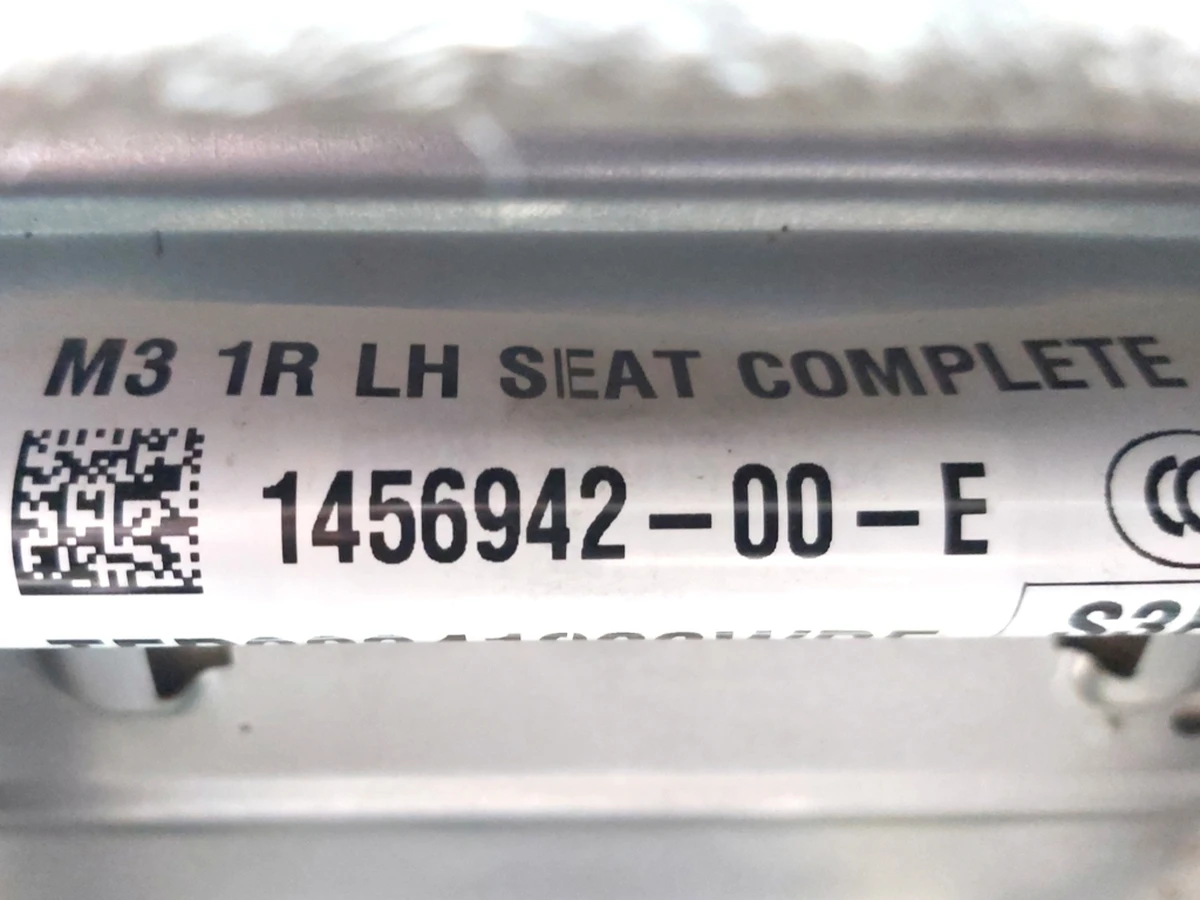 M3 1R LH SEAT COMPLETE
1456942-00-E